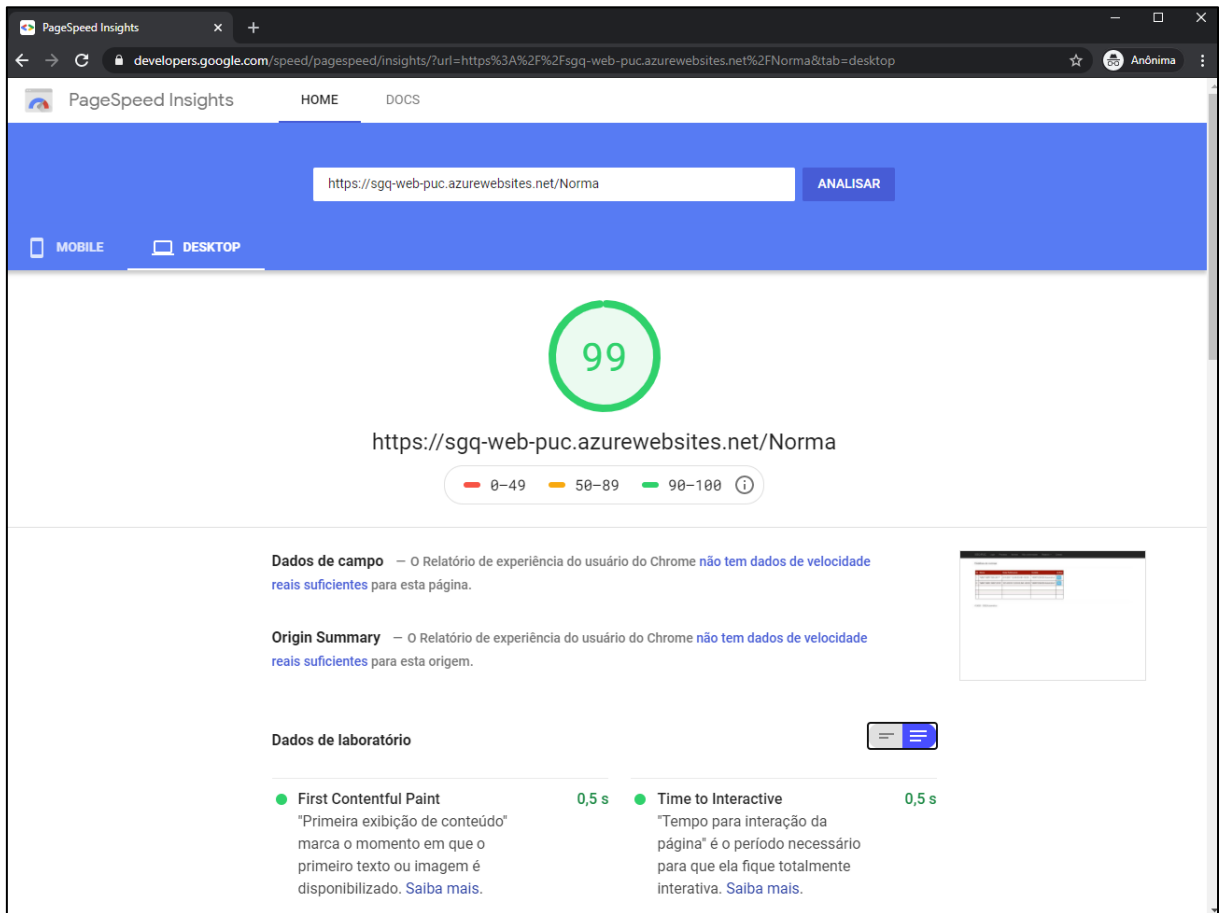 PageSpeed Insights
developers.google.com/speed/pagespeed/insights/?url=https%3A%2F%2Fsgq-web-puc.azurewebsites.net%2FNorma&tab=desktop
Anônima
PageSpeed Insights HOME DOCS
https://sgq-web-puc.azurewebsites.net/Norma ANALISAR
MOBILE DESKTOP
99
https://sgq-web-puc.azurewebsites.net/Norma
0–49 50–89 90–100
Dados de campo — O Relatório de experiência do usuário do Chrome não tem dados de velocidade
reais suficientes para esta página.
Origin Summary — O Relatório de experiência do usuário do Chrome não tem dados de velocidade
reais suficientes para esta origem.
Dados de laboratório
First Contentful Paint 0,5 s
"Primeira exibição de conteúdo"
marca o momento em que o
primeiro texto ou imagem é
disponibilizado. Saiba mais.
Time to Interactive 0,5 s
"Tempo para interação da
página" é o período necessário
para que ela fique totalmente
interativa. Saiba mais.